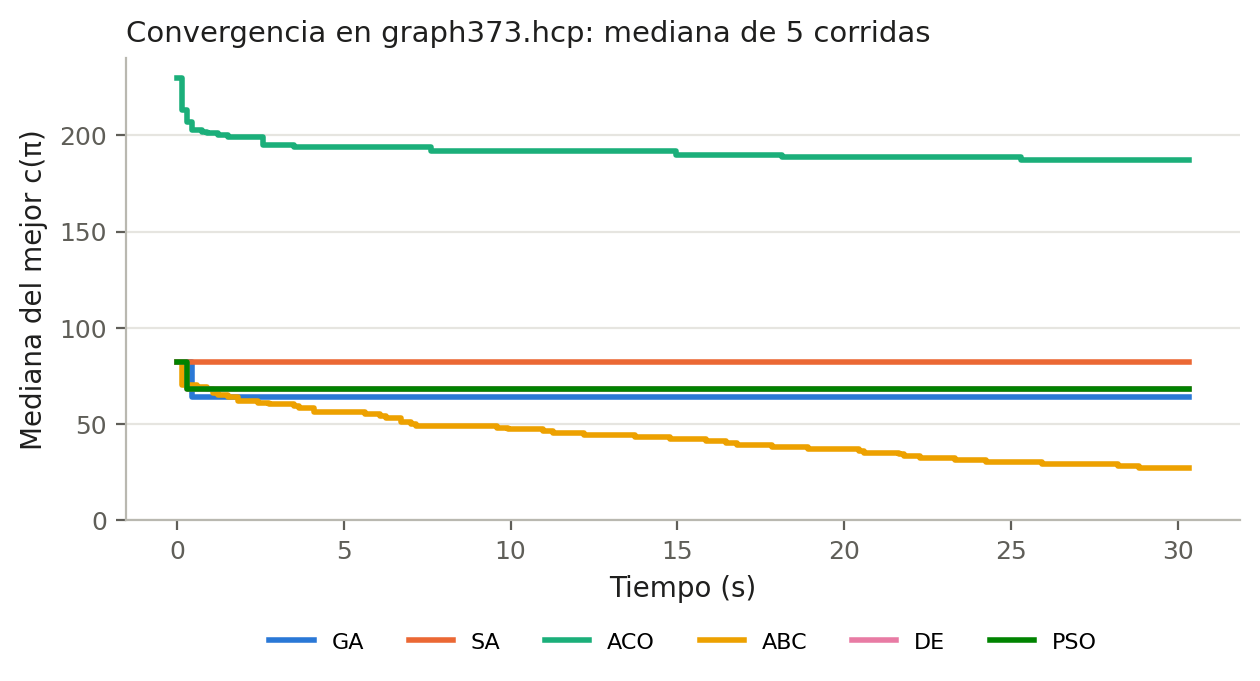 Convergencia en graph373.hcp: mediana de 5 corridas
Mediana del mejor c(π)
200
150
100
50
0
0 5 10 15 20 25 30
Tiempo (s)
GA SA ACO ABC DE PSO